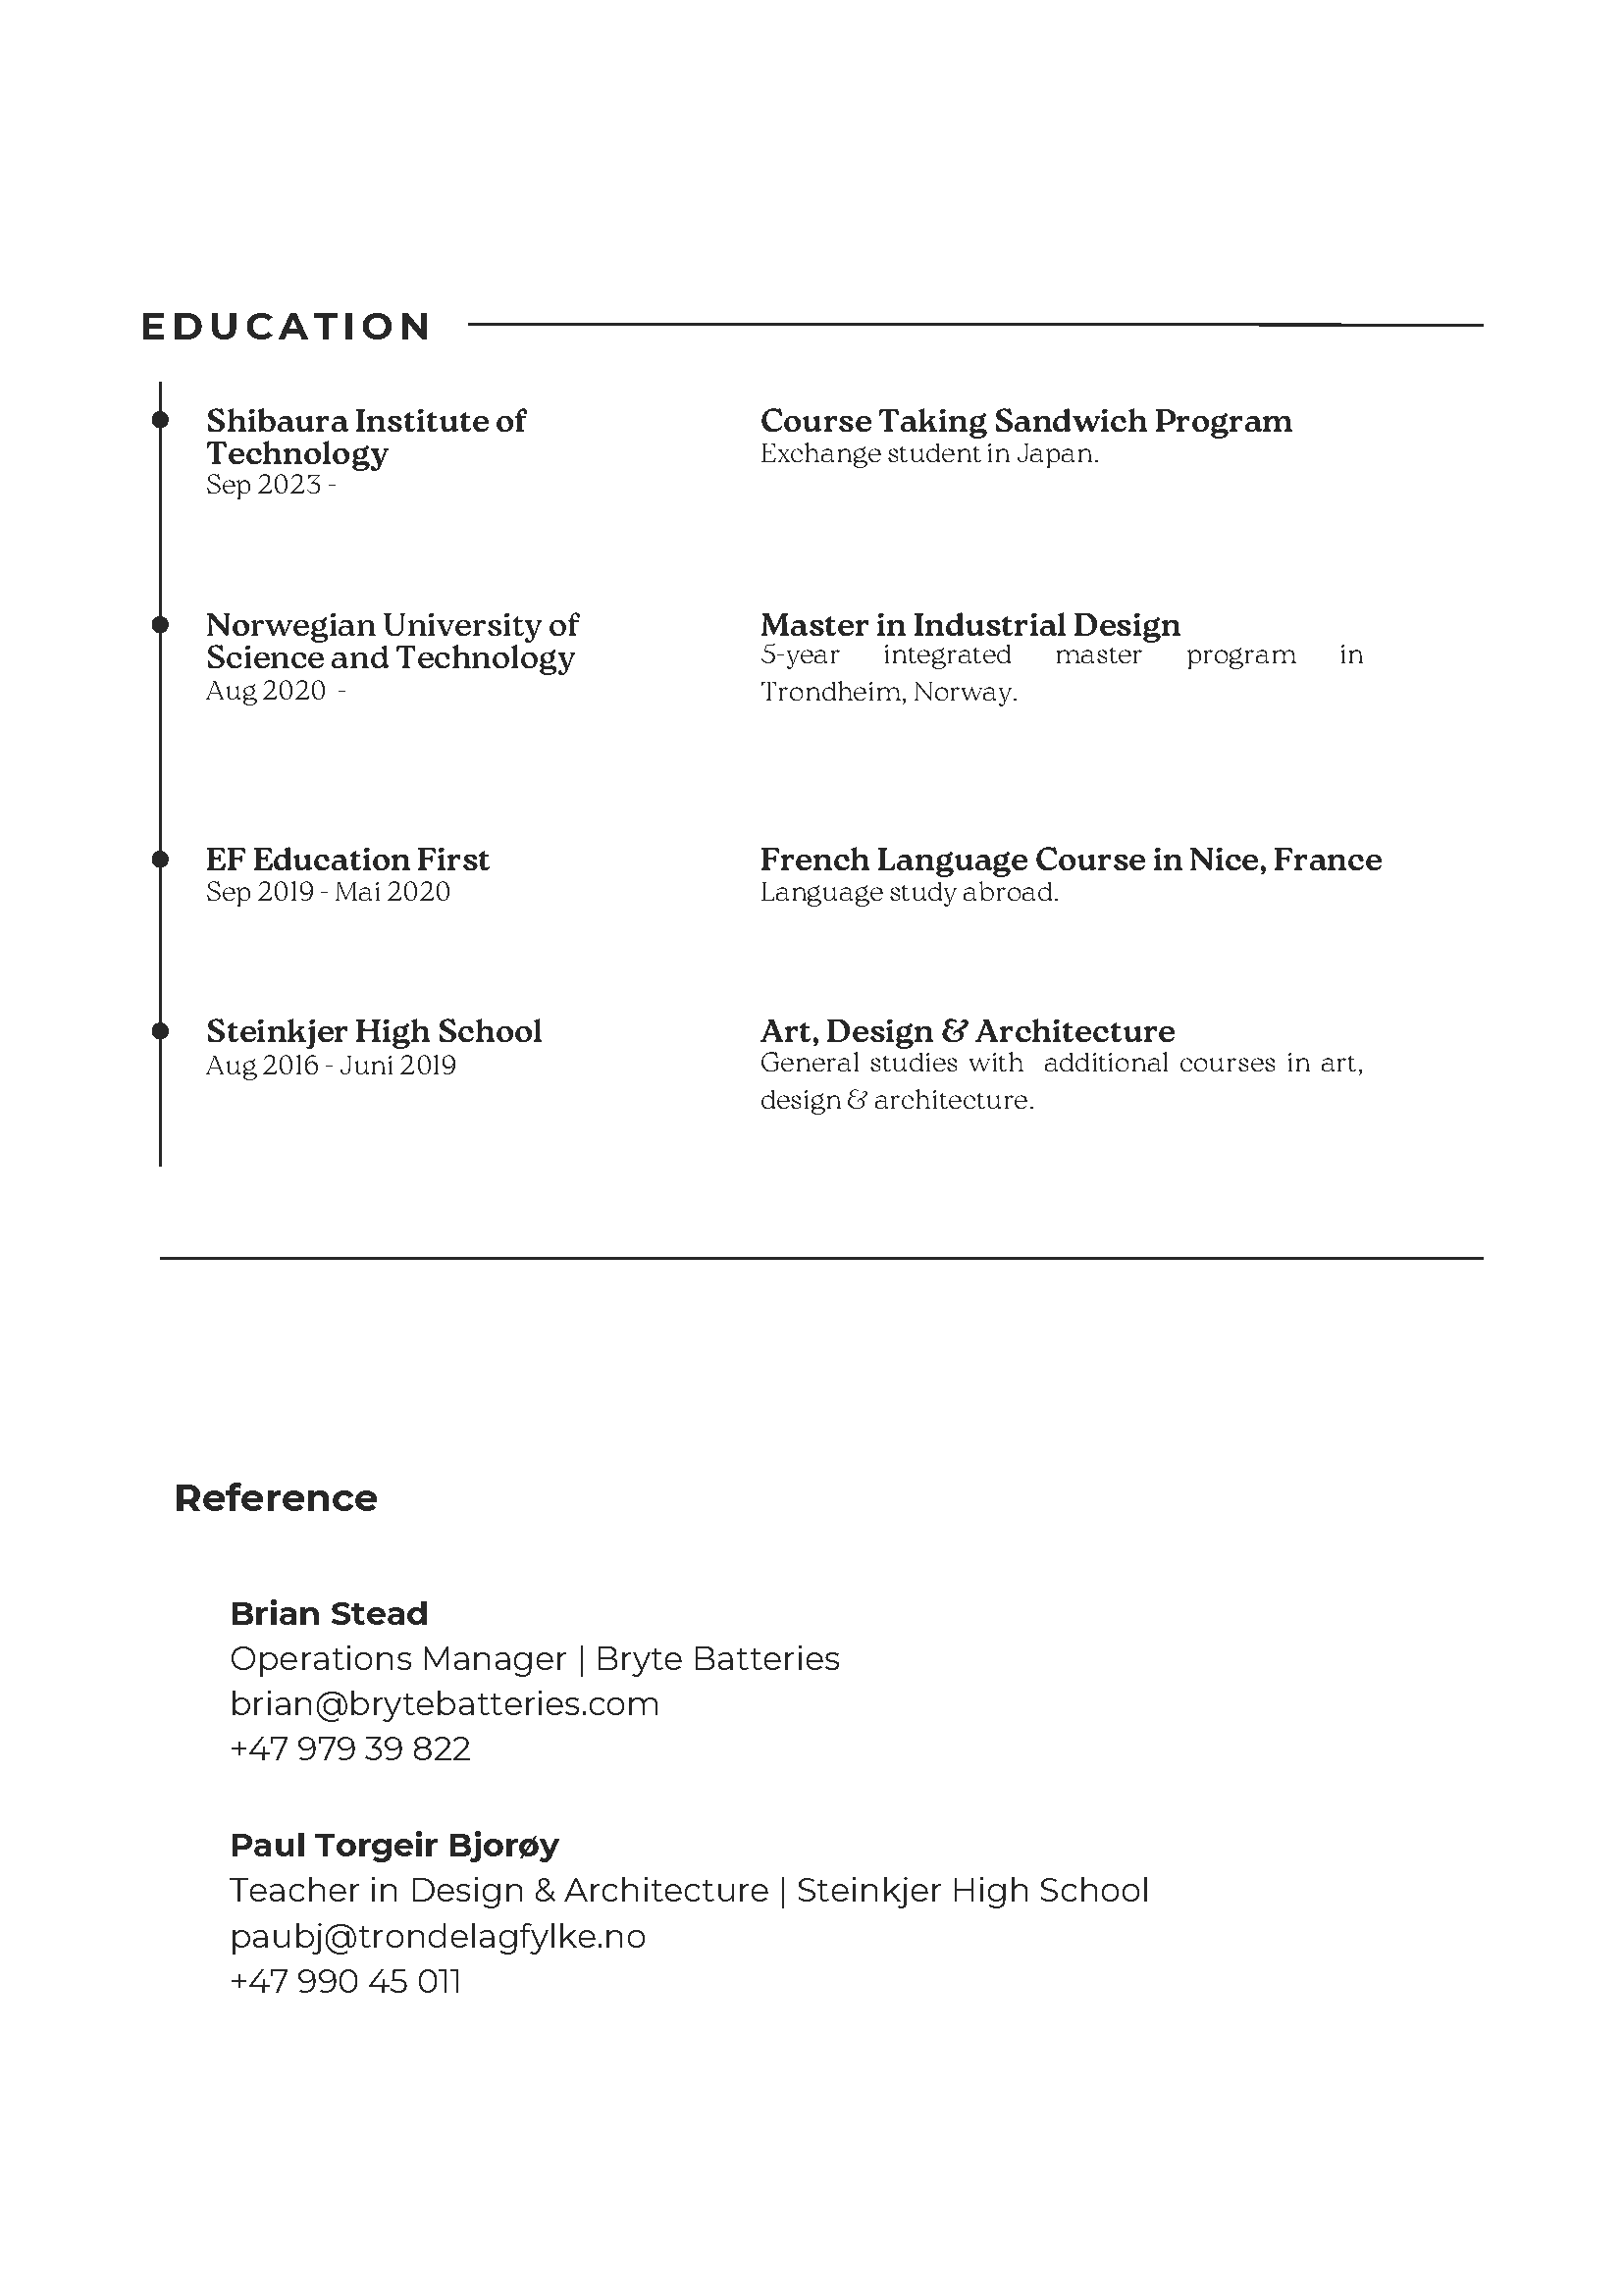 EDUCATION
Shibaura Institute of
Technology
Sep 2023 -
Course Taking Sandwich Program
Exchange student in Japan.
Norwegian University of
Science and Technology
Aug 2020 -
Master in Industrial Design
5-year integrated master program in
Trondheim, Norway.
EF Education First
Sep 2019 - Mai 2020
French Language Course in Nice, France
Language study abroad.
Steinkjer High School
Aug 2016 - Juni 2019
Art, Design & Architecture
General studies with additional courses in art,
design & architecture.
Reference
Brian Stead
Operations Manager | Bryte Batteries
brian@brytebatteries.com
+47 979 39 822
Paul Torgeir Bjorøy
Teacher in Design & Architecture | Steinkjer High School
paubj@trondelagfylke.no
+47 990 45 011